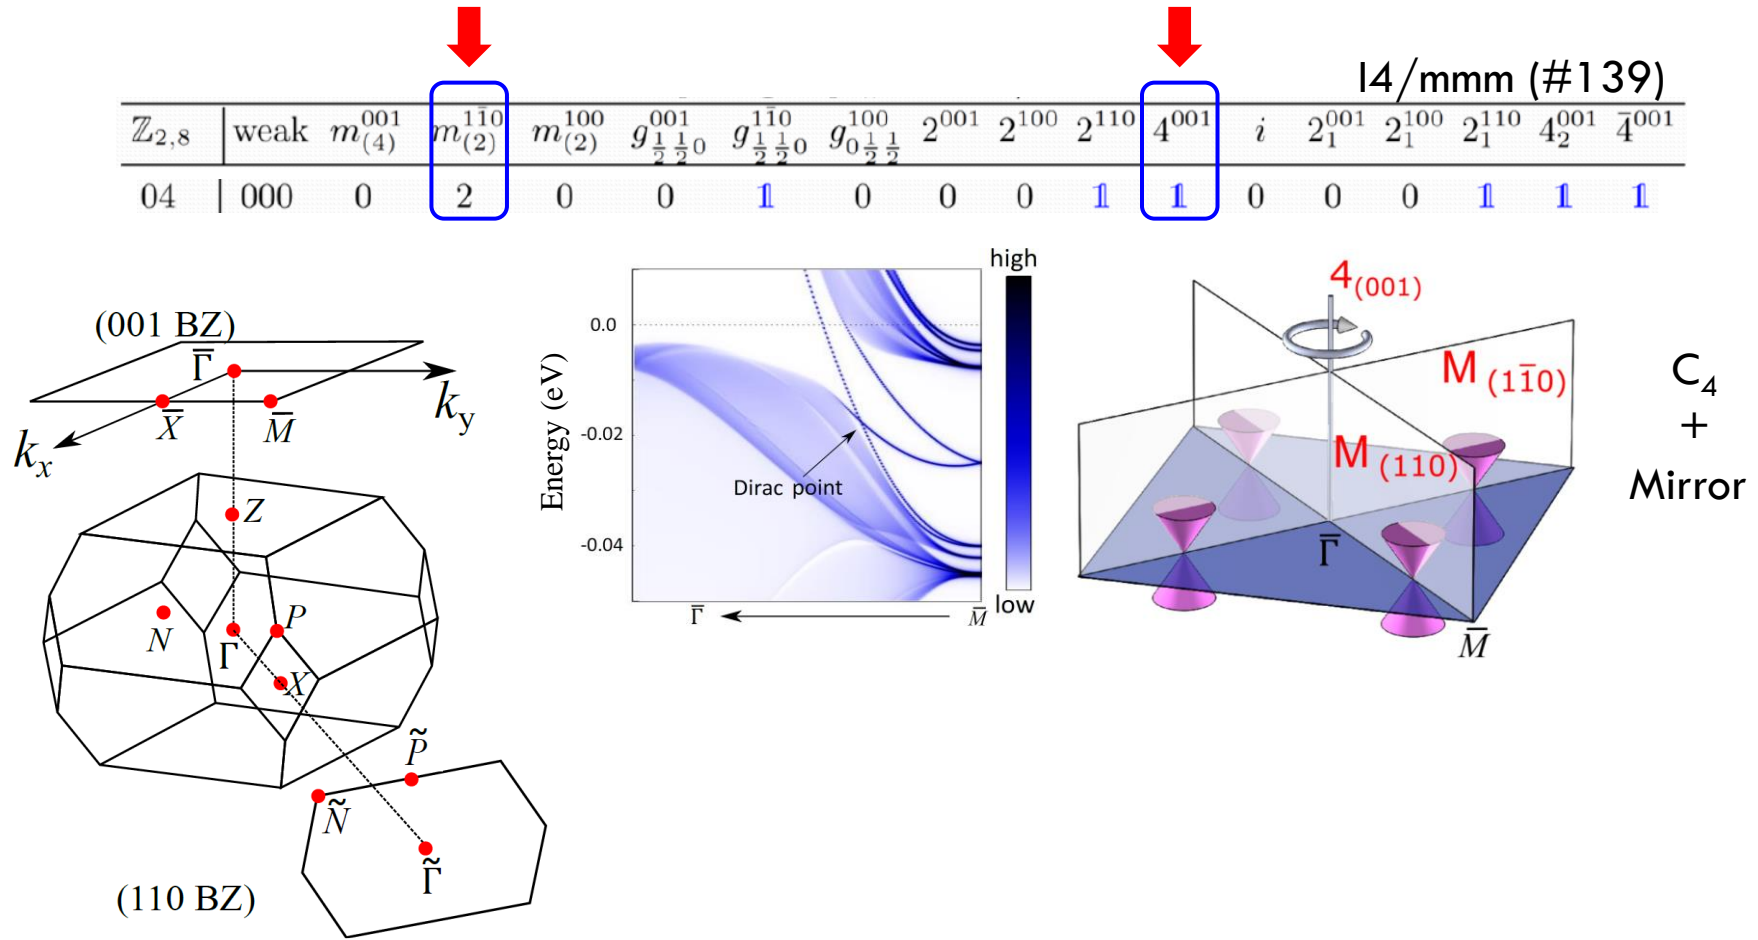 I4/mmm (#139)
ℤ₂,₈ weak m₍₄₎⁰⁰¹ m₍₂₎¹1̄⁰ m₍₂₎¹⁰⁰ g½½0⁰⁰¹ g½½0¹1̄⁰ g0½½¹⁰⁰ 2⁰⁰¹ 2¹⁰⁰ 2¹¹⁰ 4⁰⁰¹ i 2₁⁰⁰¹ 2₁¹⁰⁰ 2₁¹¹⁰ 4₂⁰⁰¹ 4̄⁰⁰¹
04 000 0 2 0 0 𝟙 0 0 0 𝟙 𝟙 0 0 0 𝟙 𝟙 𝟙
(001 BZ)
Γ̄
k_y
X̄
M̄
k_x
Z
N
Γ
P
X
P̃
Ñ
Γ̃
(110 BZ)
high
Energy (eV)
0.0
-0.02
-0.04
Dirac point
low
Γ̄
M̄
4(001)
M (11̄0)
M (110)
Γ̄
M̄
C₄
+
Mirror